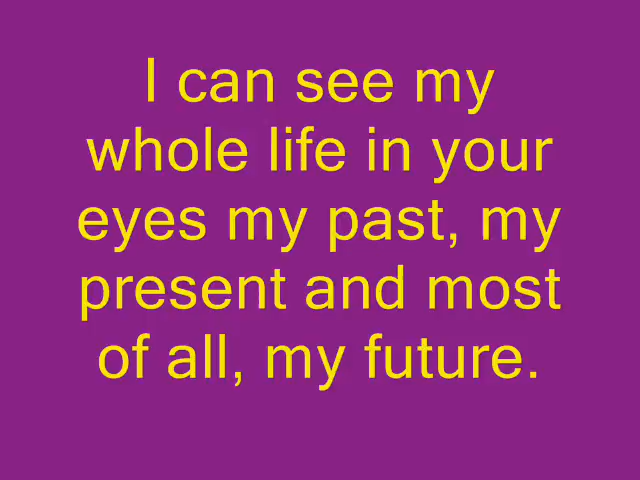 I can see my
whole life in your
eyes my past, my
present and most
of all, my future.